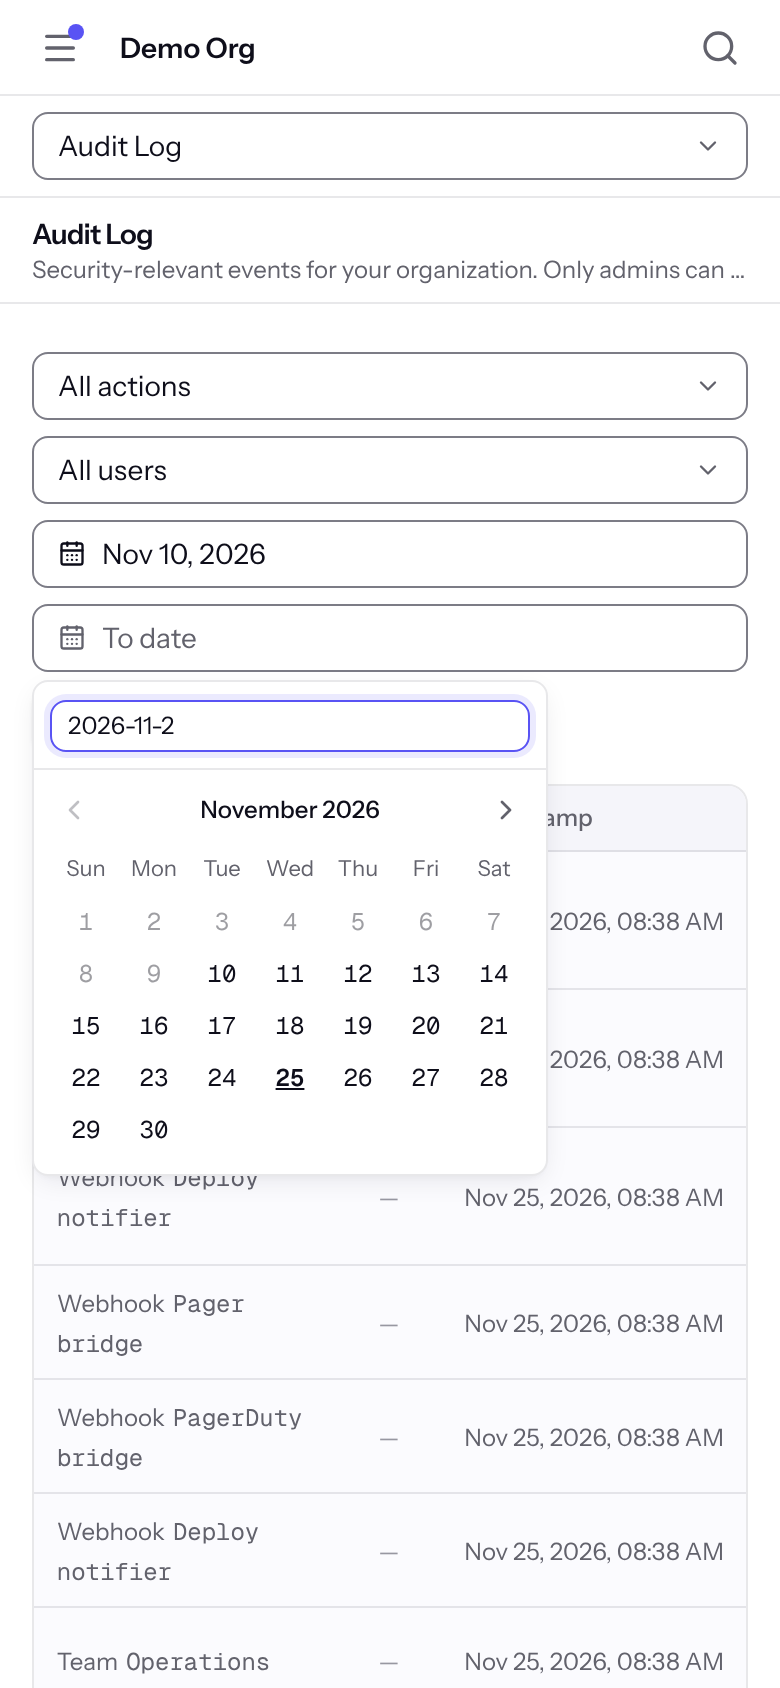 Demo Org
Audit Log
Audit Log
Security-relevant events for your organization. Only admins can ...
All actions
All users
Nov 10, 2026
To date
2026-11-2
November 2026
Sun Mon Tue Wed Thu Fri Sat
1 2 3 4 5 6 7
8 9 10 11 12 13 14
15 16 17 18 19 20 21
22 23 24 25 26 27 28
29 30
amp
2026, 08:38 AM
2026, 08:38 AM
Webhook Deploy notifier — Nov 25, 2026, 08:38 AM
Webhook Pager bridge — Nov 25, 2026, 08:38 AM
Webhook PagerDuty bridge — Nov 25, 2026, 08:38 AM
Webhook Deploy notifier — Nov 25, 2026, 08:38 AM
Team Operations — Nov 25, 2026, 08:38 AM